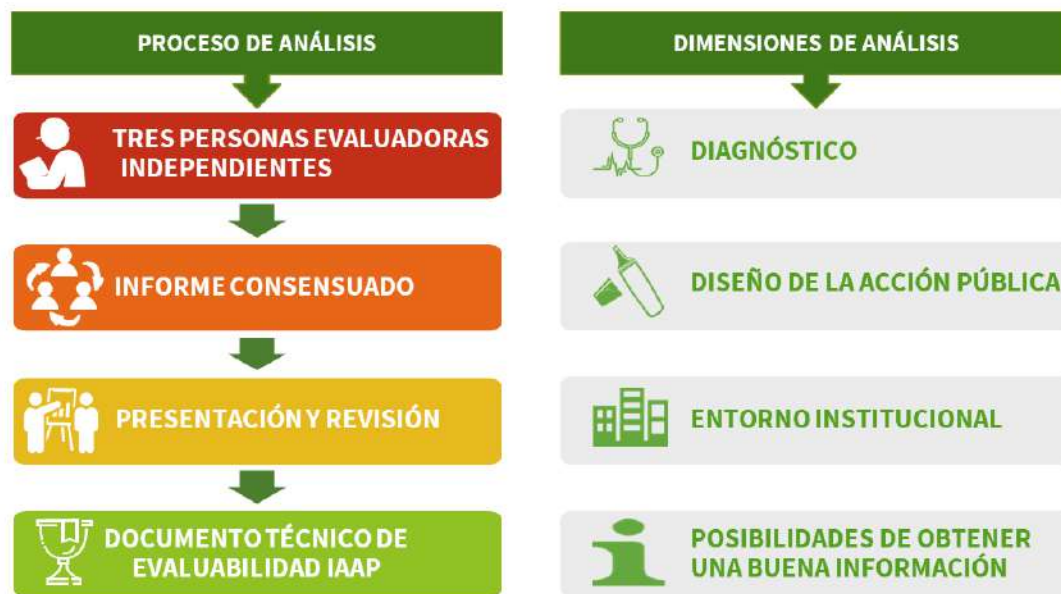 PROCESO DE ANÁLISIS
TRES PERSONAS EVALUADORAS
INDEPENDIENTES
INFORME CONSENSUADO
PRESENTACIÓN Y REVISIÓN
DOCUMENTO TÉCNICO DE
EVALUABILIDAD IAAP
DIMENSIONES DE ANÁLISIS
DIAGNÓSTICO
DISEÑO DE LA ACCIÓN PÚBLICA
ENTORNO INSTITUCIONAL
POSIBILIDADES DE OBTENER
UNA BUENA INFORMACIÓN